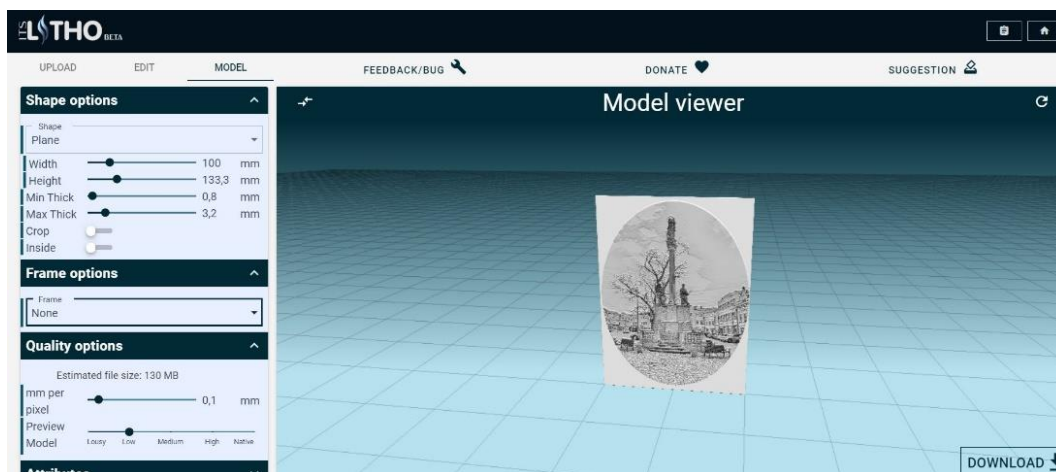 ITS LITHO BETA
UPLOAD EDIT MODEL FEEDBACK/BUG DONATE SUGGESTION
Shape options
Model viewer
Shape
Plane
Width 100 mm
Height 133,3 mm
Min Thick 0,8 mm
Max Thick 3,2 mm
Crop
Inside
Frame options
Frame
None
Quality options
Estimated file size: 130 MB
mm per
pixel 0,1 mm
Preview
Model Lousy Low Medium High Native
Attributes
DOWNLOAD